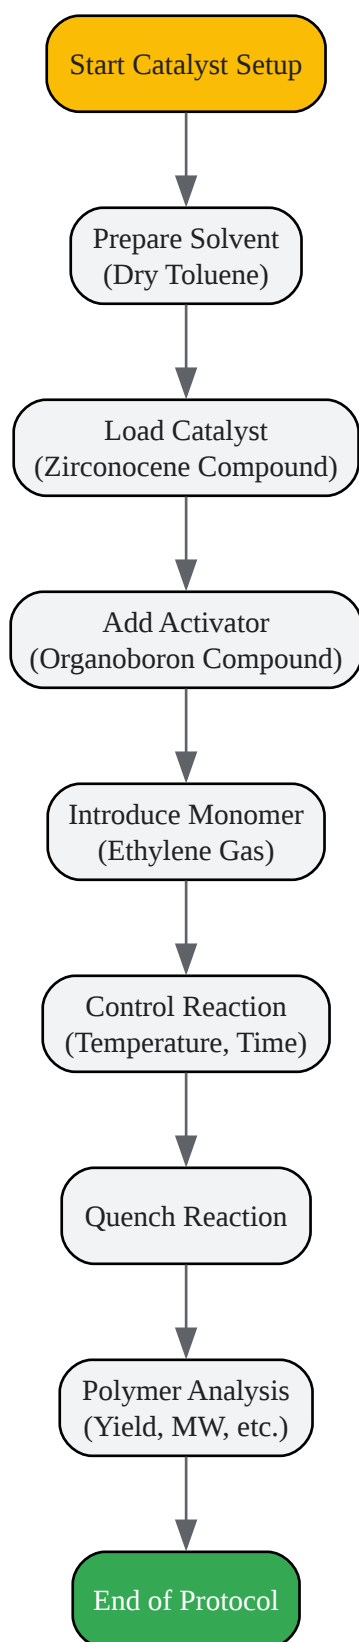 Start Catalyst Setup
Prepare Solvent
(Dry Toluene)
Load Catalyst
(Zirconocene Compound)
Add Activator
(Organoboron Compound)
Introduce Monomer
(Ethylene Gas)
Control Reaction
(Temperature, Time)
Quench Reaction
Polymer Analysis
(Yield, MW, etc.)
End of Protocol